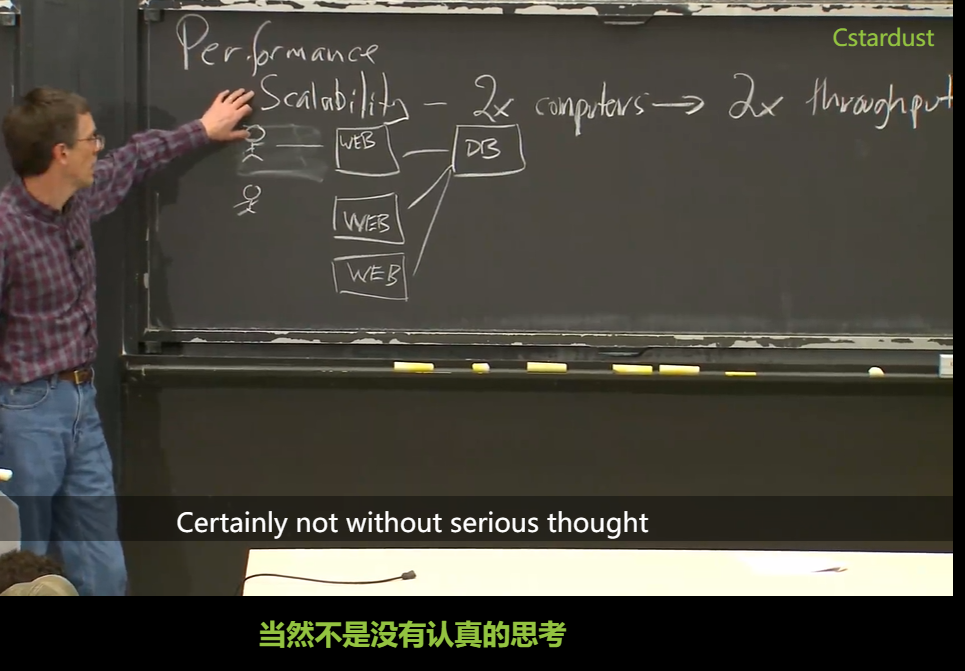 Cstardust
Performance
Scalability – 2x computers → 2x throughput
WEB DB
WEB
WEB
Certainly not without serious thought
当然不是没有认真的思考